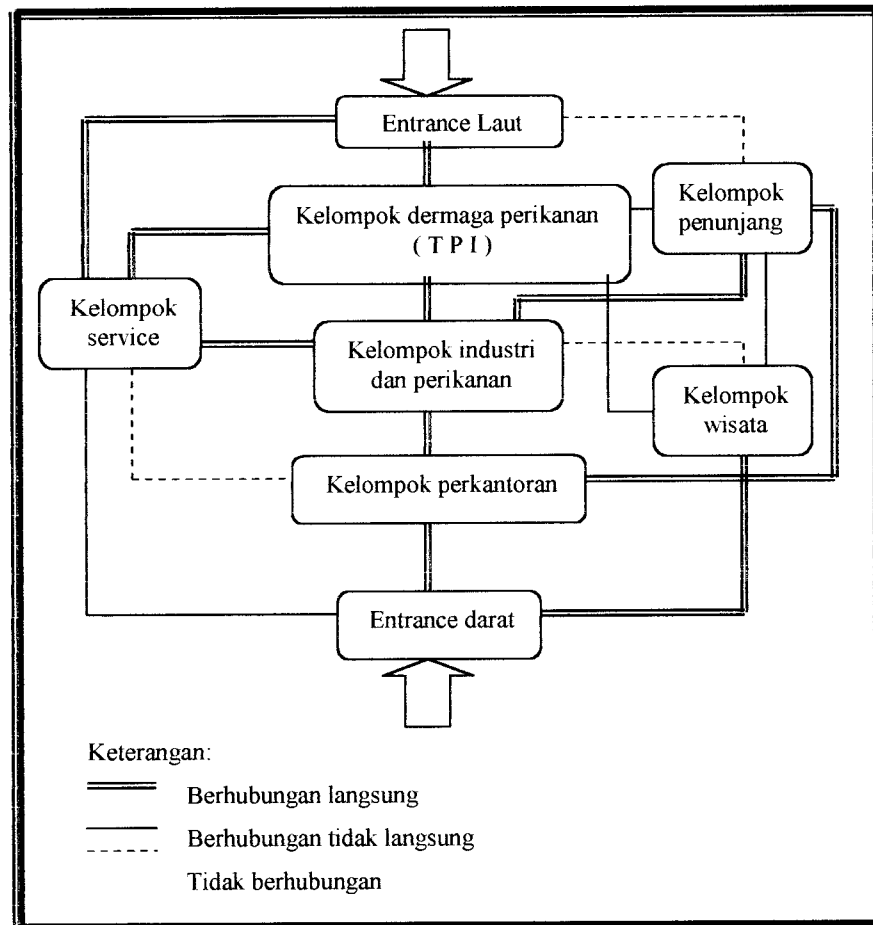 Entrance Laut
Kelompok dermaga perikanan
( T P I )
Kelompok
penunjang
Kelompok
service
Kelompok industri
dan perikanan
Kelompok
wisata
Kelompok perkantoran
Entrance darat
Keterangan:
Berhubungan langsung
Berhubungan tidak langsung
Tidak berhubungan